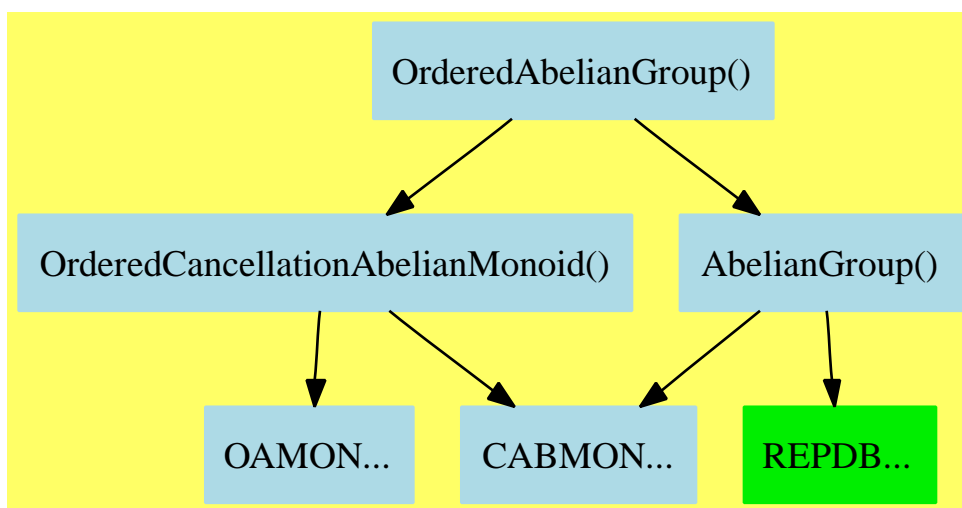 OrderedAbelianGroup()
OrderedCancellationAbelianMonoid()
AbelianGroup()
OAMON...
CABMON...
REPDB...